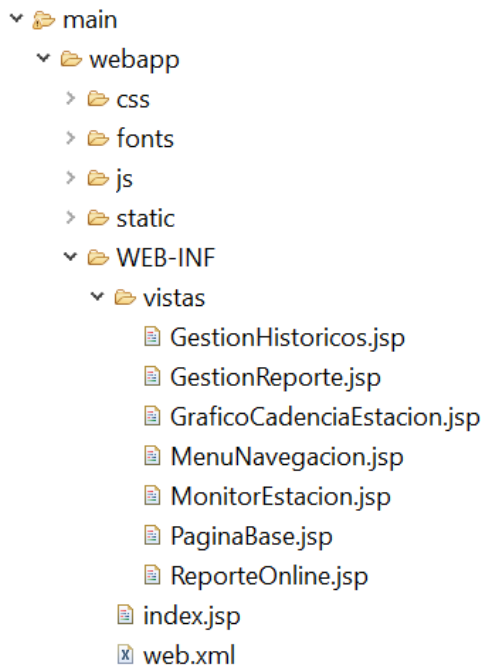 main
webapp
css
fonts
js
static
WEB-INF
vistas
GestionHistoricos.jsp
GestionReporte.jsp
GraficoCadenciaEstacion.jsp
MenuNavegacion.jsp
MonitorEstacion.jsp
PaginaBase.jsp
ReporteOnline.jsp
index.jsp
web.xml